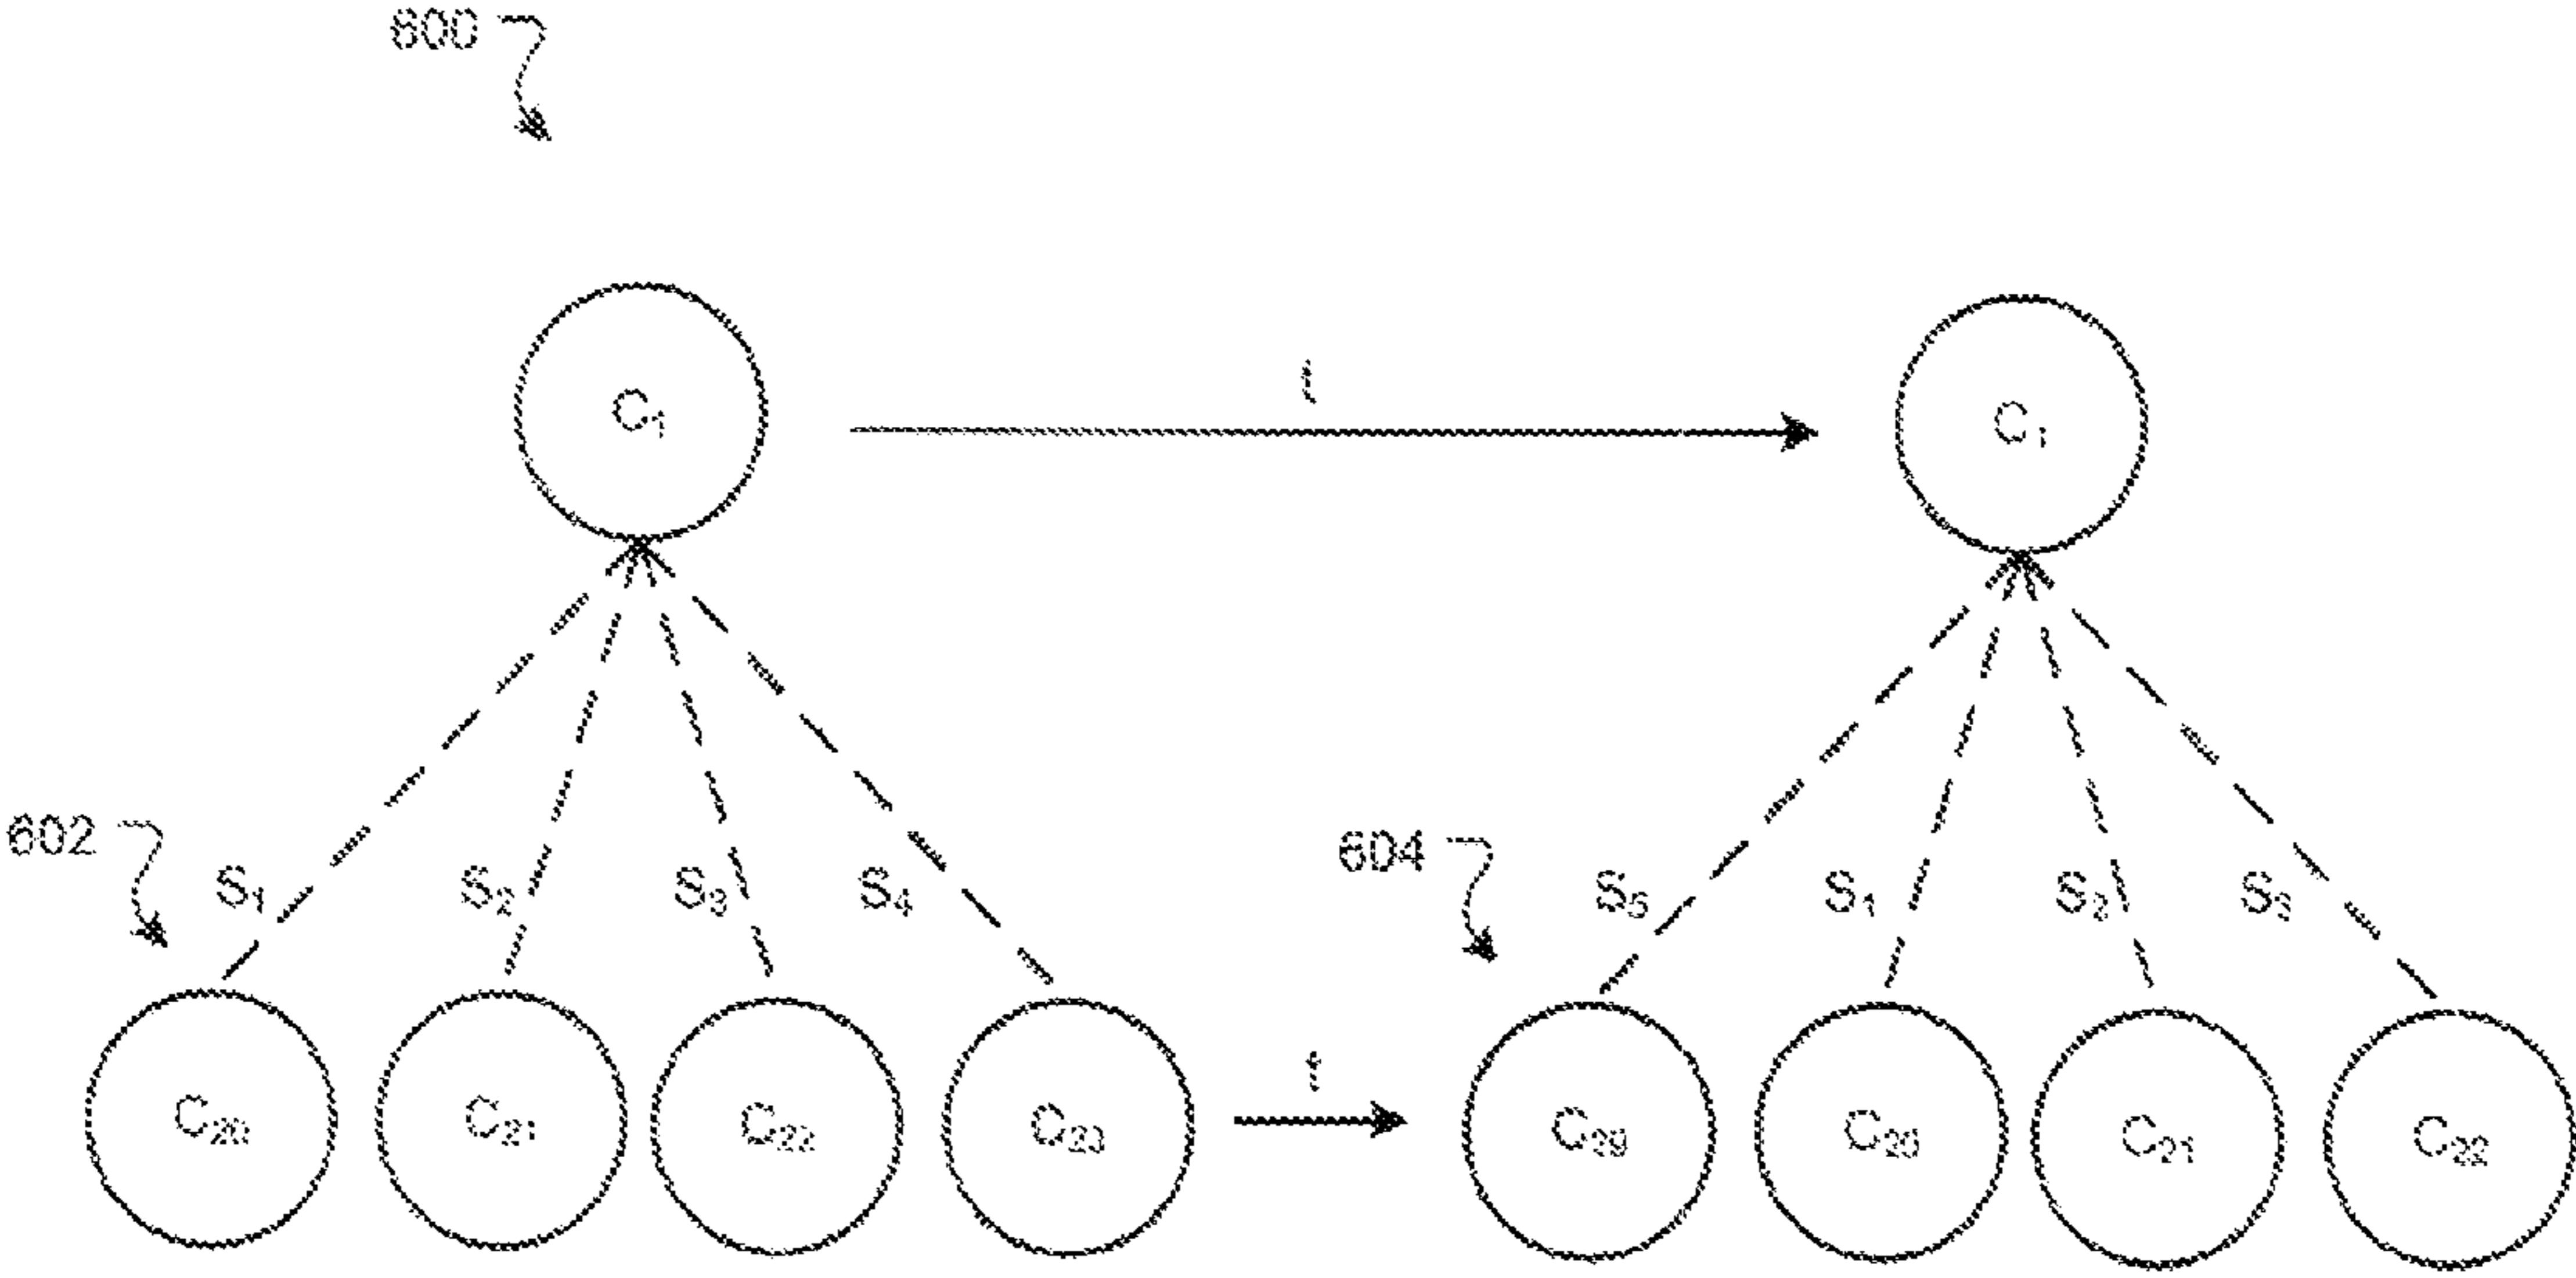 600
C₁ t C₁
602 604
S₁ S₂ S₃ S₄ S₅ S₁ S₂ S₃
C₂₀ C₂₁ C₂₂ C₂₃ t C₂₉ C₂₀ C₂₁ C₂₂